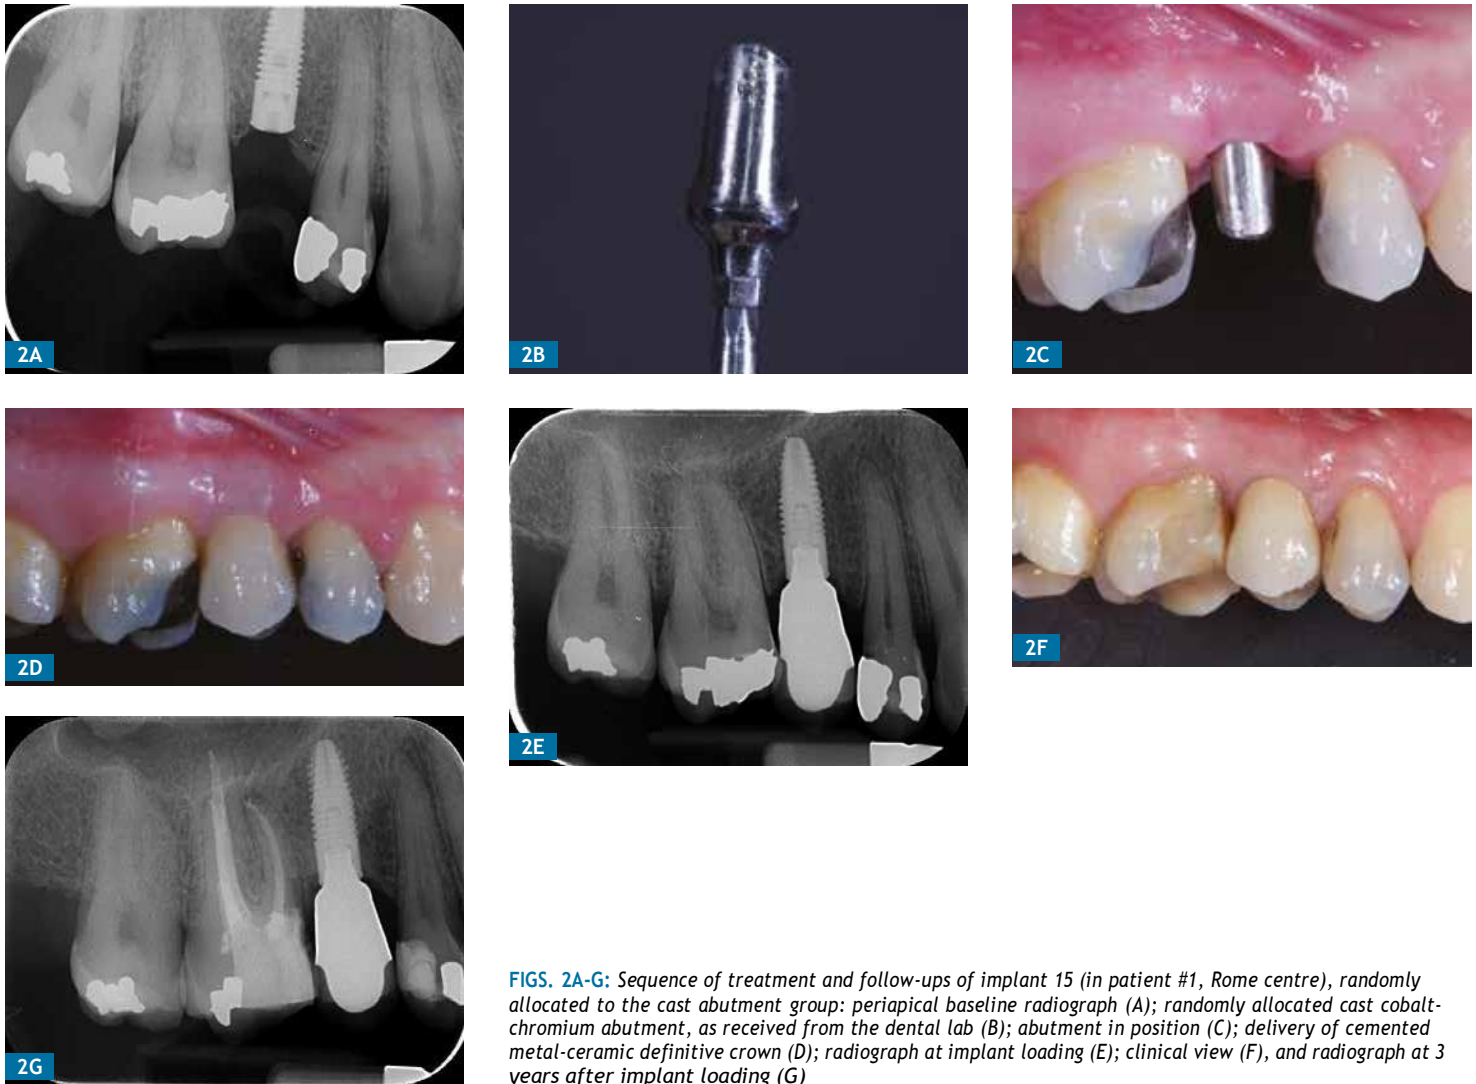 2A
2B
2C
2D
2E
2F
2G
FIGS. 2A-G: Sequence of treatment and follow-ups of implant 15 (in patient #1, Rome centre), randomly
allocated to the cast abutment group: periapical baseline radiograph (A); randomly allocated cast cobalt-
chromium abutment, as received from the dental lab (B); abutment in position (C); delivery of cemented
metal-ceramic definitive crown (D); radiograph at implant loading (E); clinical view (F), and radiograph at 3
years after implant loading (G)